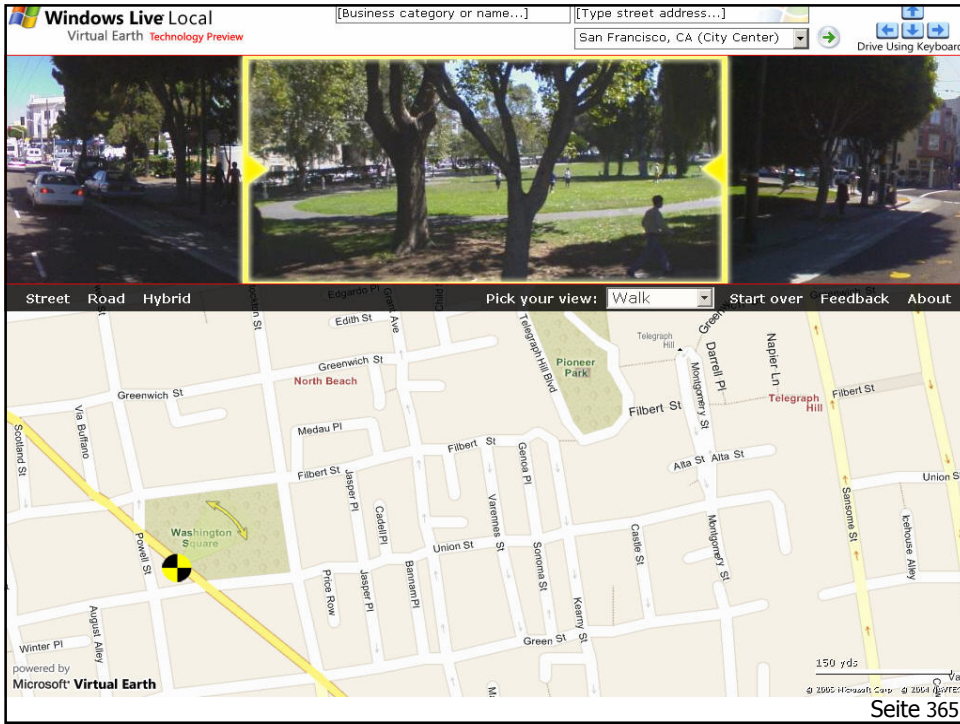 Windows Live Local
Virtual Earth Technology Preview
[Business category or name...]
[Type street address...]
San Francisco, CA (City Center)
Drive Using Keyboard
Street Road Hybrid
Pick your view: Walk
Start over Feedback About
Edgardo Pl
Grant Ave
Edith St
Greenwich St
Greenwich St
North Beach
Telegraph Hill Blvd
Pioneer
Park
Telegraph
Hill
Darrell Pl
Napier Ln
Montgomery St
Filbert St
Telegraph
Hill
Filbert St
Via Buffano
Scotland St
Medau Pl
Filbert St
Filbert St
Jasper Pl
Cadell Pl
Genoa Pl
Varennes St
Alta St
Alta St
Sansome St
Washington
Square
Powell St
Union St
Sonoma St
Castle St
Montgomery St
Icehouse Alley
Price Row
Jasper Pl
Bannam Pl
Kearny St
August Alley
Winter Pl
Green St
powered by
Microsoft® Virtual Earth
150 yds
Seite 365